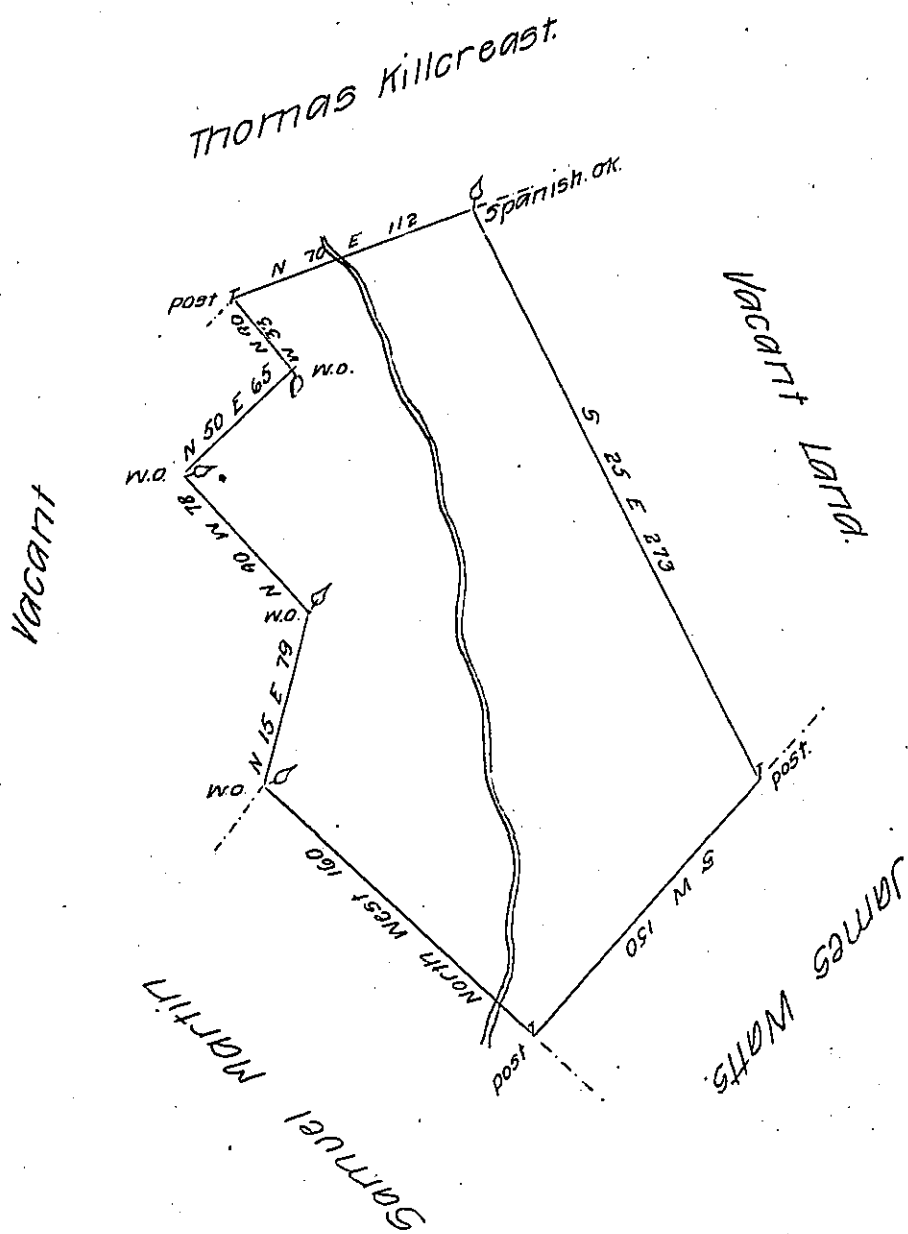 Thomas Killcreast.
Spanish. ok.
N 70 E 112
post
N 40 W 33
W.O.
N 50 E 65
W.O.
N 40 W 78
W.O.
N 15 E 79
W.O.
North West 160
post
S W 150
post.
S 25 E 273
Vacant Land.
Vacant
James Watts.
Samuel Martin